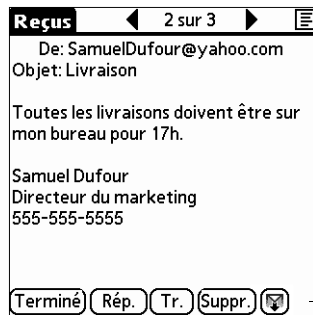 Reçus 2 sur 3
De: SamuelDufour@yahoo.com
Objet: Livraison
Toutes les livraisons doivent être sur
mon bureau pour 17h.
Samuel Dufour
Directeur du marketing
555-555-5555
Terminé Rép. Tr. Suppr.